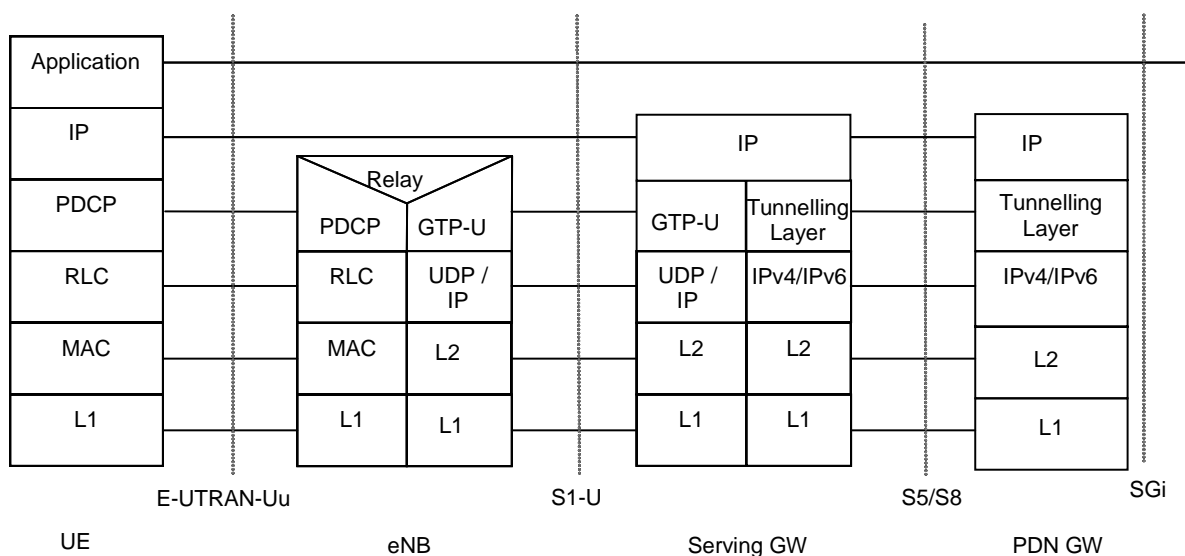 Application
IP
IP
IP
Relay
PDCP
PDCP
GTP-U
GTP-U
Tunnelling
Layer
Tunnelling
Layer
RLC
RLC
UDP /
IP
UDP /
IP
IPv4/IPv6
IPv4/IPv6
MAC
MAC
L2
L2
L2
L2
L1
L1
L1
L1
L1
L1
E-UTRAN-Uu
S1-U
S5/S8
SGi
UE
eNB
Serving GW
PDN GW